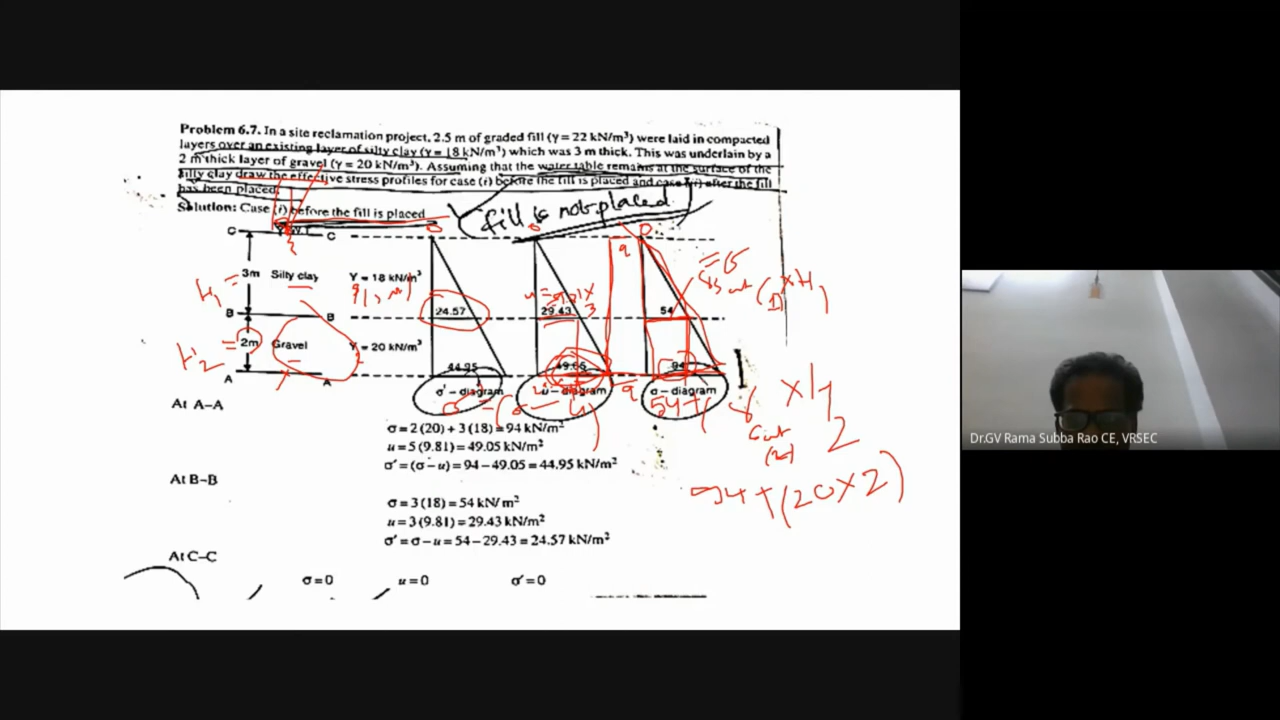 Problem 6.7. In a site reclamation project, 2.5 m of graded fill (γ = 22 kN/m³) were laid in compacted
layers over an existing layer of silty clay (γ = 18 kN/m³) which was 3 m thick. This was underlain by a
2 m thick layer of gravel (γ = 20 kN/m³). Assuming that the water table remains at the surface of the
silly clay draw the effective stress profiles for case (i) before the fill is placed and case (ii) after the fill
has been placed.
Solution: Case (i) before the fill is placed
fill is not placed
C C
3m Silty clay γ = 18 kN/m³
H₁ =
24.57 29.43 54
B B
2m Gravel γ = 20 kN/m³
H₂ =
44.95 94
A A
σ′ - diagram u - diagram σ - diagram
At A–A
σ = 2 (20) + 3 (18) = 94 kN/m²
u = 5 (9.81) = 49.05 kN/m²
σ′ = (σ – u) = 94 – 49.05 = 44.95 kN/m²
94 + (20 × 2)
At B–B
σ = 3 (18) = 54 kN/m²
u = 3 (9.81) = 29.43 kN/m²
σ′ = σ – u = 54 – 29.43 = 24.57 kN/m²
At C–C
σ = 0 u = 0 σ′ = 0
Dr.GV Rama Subba Rao CE, VRSEC